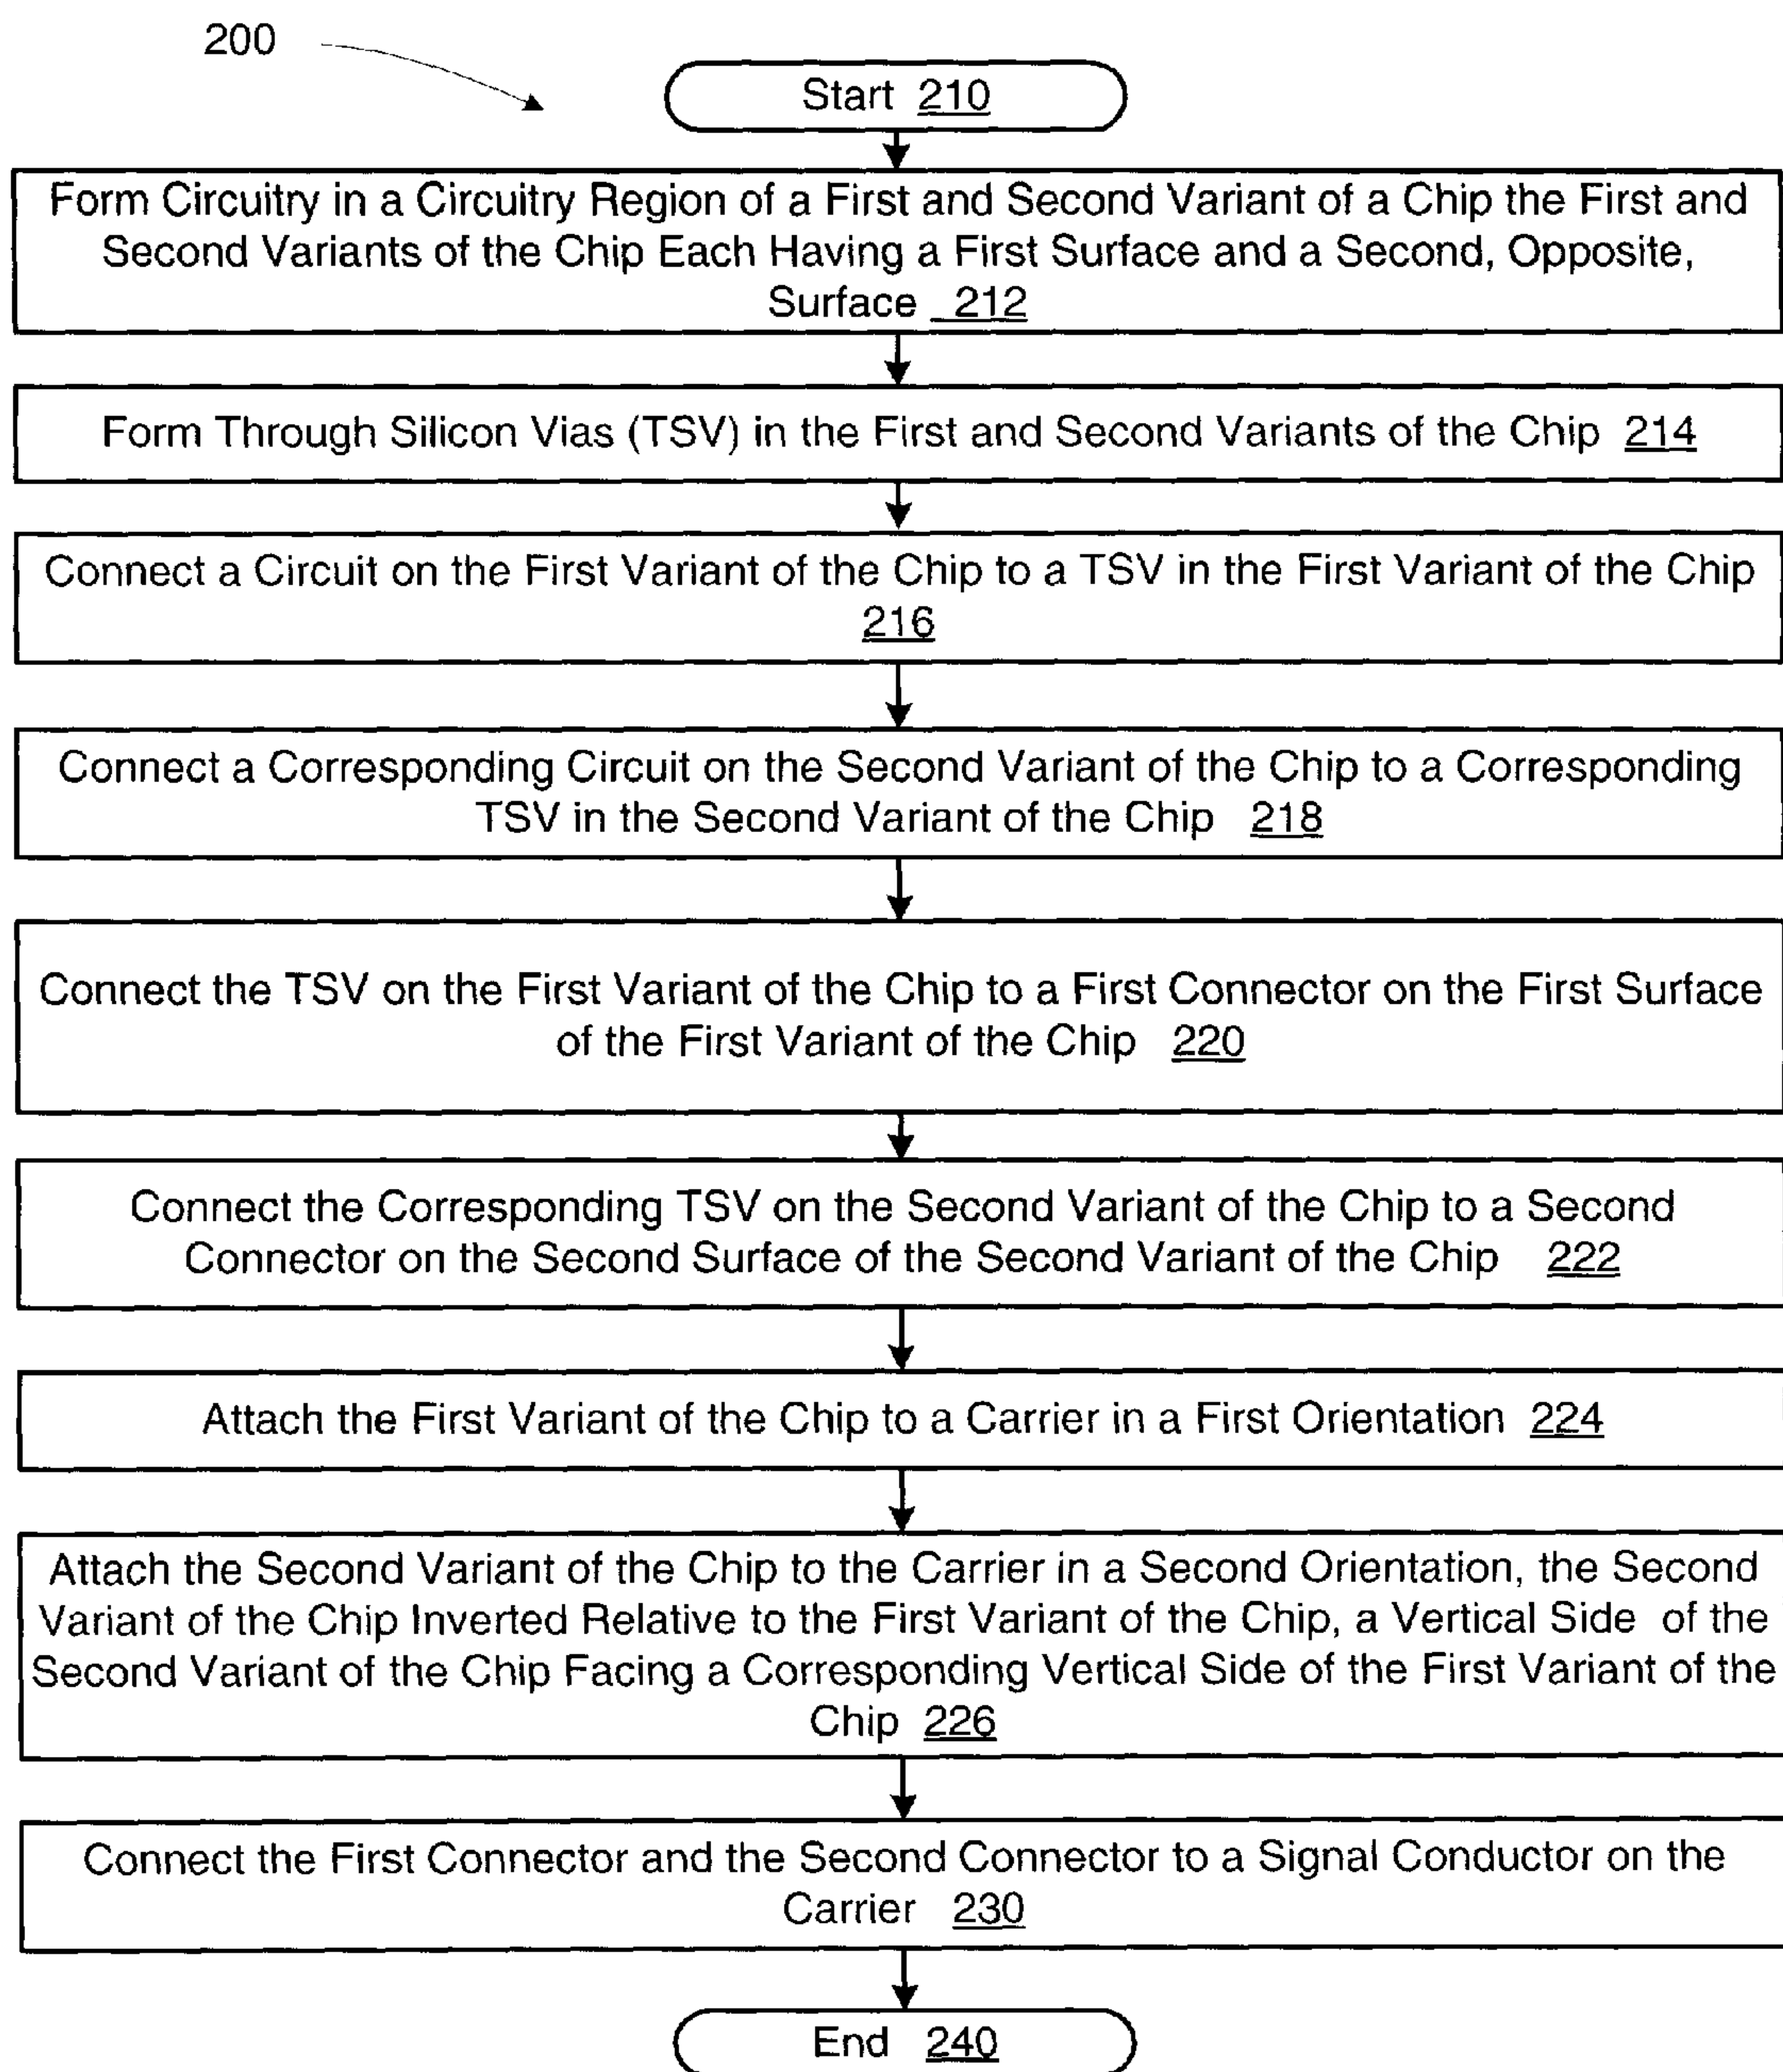 200
Start 210
Form Circuitry in a Circuitry Region of a First and Second Variant of a Chip the First and
Second Variants of the Chip Each Having a First Surface and a Second, Opposite,
Surface 212
Form Through Silicon Vias (TSV) in the First and Second Variants of the Chip 214
Connect a Circuit on the First Variant of the Chip to a TSV in the First Variant of the Chip
216
Connect a Corresponding Circuit on the Second Variant of the Chip to a Corresponding
TSV in the Second Variant of the Chip 218
Connect the TSV on the First Variant of the Chip to a First Connector on the First Surface
of the First Variant of the Chip 220
Connect the Corresponding TSV on the Second Variant of the Chip to a Second
Connector on the Second Surface of the Second Variant of the Chip 222
Attach the First Variant of the Chip to a Carrier in a First Orientation 224
Attach the Second Variant of the Chip to the Carrier in a Second Orientation, the Second
Variant of the Chip Inverted Relative to the First Variant of the Chip, a Vertical Side of the
Second Variant of the Chip Facing a Corresponding Vertical Side of the First Variant of the
Chip 226
Connect the First Connector and the Second Connector to a Signal Conductor on the
Carrier 230
End 240